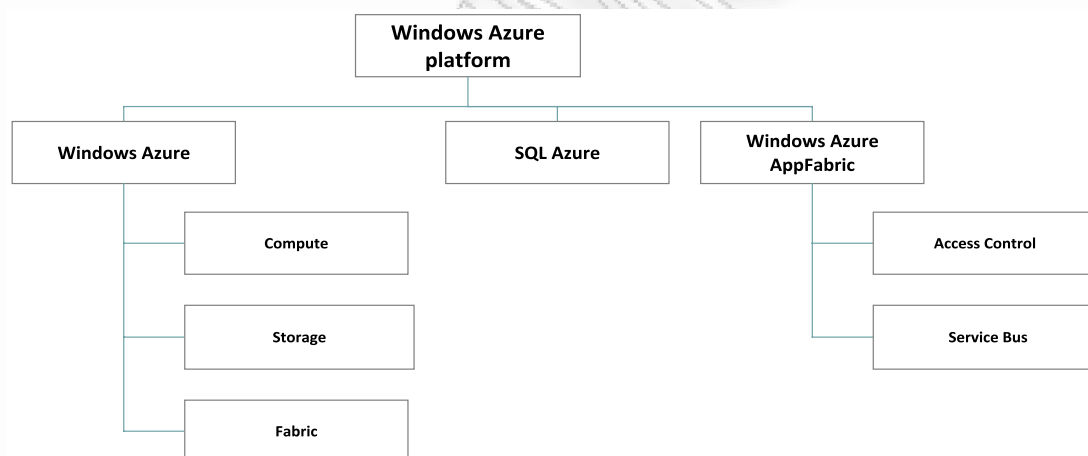 Windows Azure
platform
Windows Azure
SQL Azure
Windows Azure
AppFabric
Compute
Access Control
Storage
Service Bus
Fabric